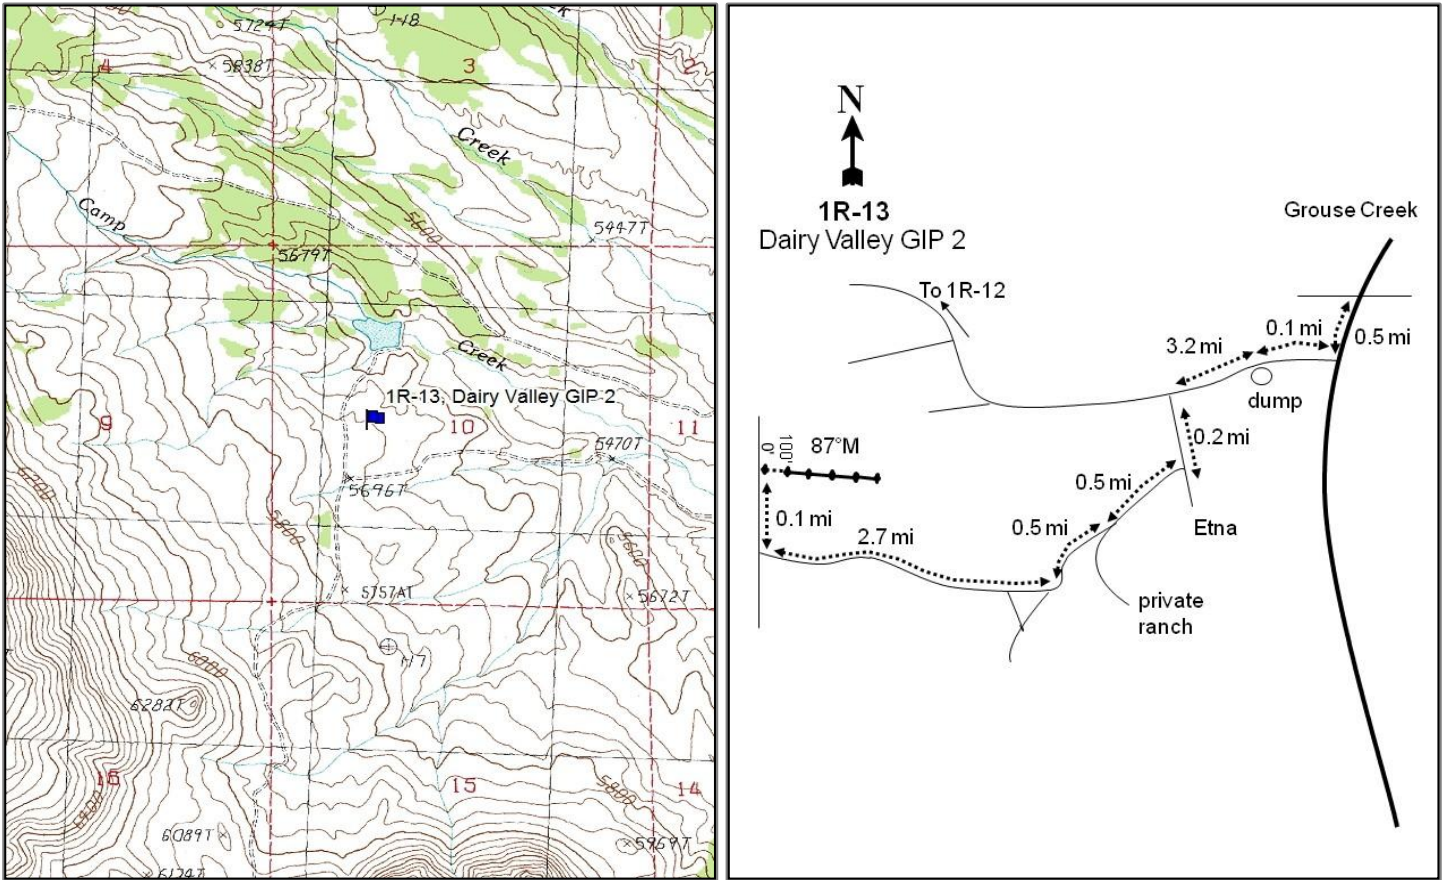 5724T
118
4
5838T
3
2
Creek
Camp
5600
5447T
5679T
Creek
1R-13, Dairy Valley GIP 2
9
10
11
5470T
5696T
5800
5600
5757AT
5672T
6000
117
6282T
16
15
14
5800
6089T
5969T
6124T
N
1R-13
Dairy Valley GIP 2
Grouse Creek
To 1R-12
0.1 mi
3.2 mi
0.5 mi
dump
0.2 mi
0'
100'
87°M
0.5 mi
0.1 mi
0.5 mi
Etna
2.7 mi
private
ranch